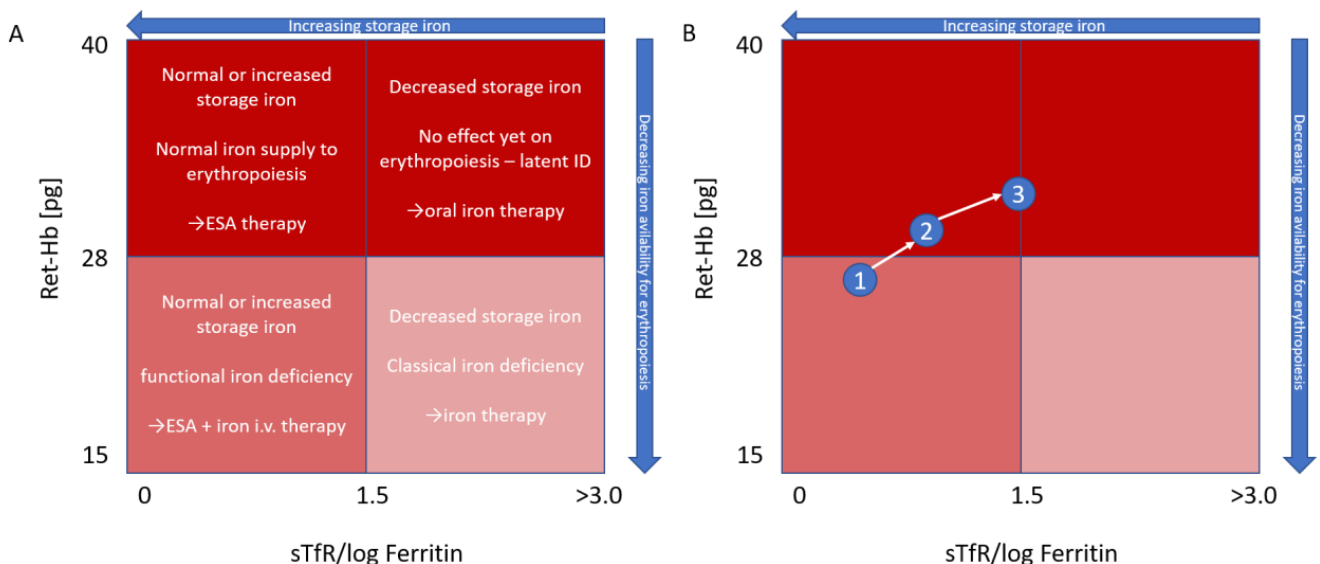 A
Increasing storage iron
40
28
15
Ret-Hb [pg]
Normal or increased
storage iron
Normal iron supply to
erythropoiesis
→ESA therapy
Decreased storage iron
No effect yet on
erythropoiesis – latent ID
→oral iron therapy
Normal or increased
storage iron
functional iron deficiency
→ESA + iron i.v. therapy
Decreased storage iron
Classical iron deficiency
→iron therapy
Decreasing iron availability for erythropoiesis
0
1.5
>3.0
sTfR/log Ferritin
B
Increasing storage iron
40
28
15
Ret-Hb [pg]
1
2
3
Decreasing iron avilability for erythropoiesis
0
1.5
>3.0
sTfR/log Ferritin